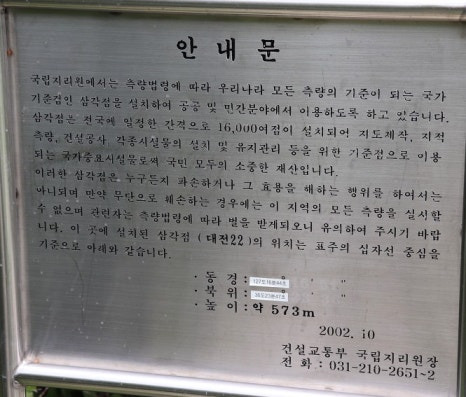 안내문
국립지리원에서는 측량법령에 따라 우리나라 모든 측량의 기준이 되는 국가
기준점인 삼각점을 설치하여 공공 및 민간분야에서 이용하도록 하고 있습니다.
삼각점은 전국에 일정한 간격으로 16,000여점이 설치되어 지도제작, 지적
측량, 건설공사 각종시설물의 설치 및 유지관리 등을 위한 기준점으로 이용
되는 국가중요시설물로써 국민 모두의 소중한 재산입니다.
이러한 삼각점은 누구든지 파손하거나 그 효용을 해하는 행위를 하여서는
아니되며 만약 무단으로 훼손하는 경우에는 이 지역의 모든 측량을 실시할
수 없으며 관련자는 측량법령에 따라 벌을 받게되오니 유의하여 주시기 바랍
니다. 이 곳에 설치된 삼각점 (대전22)의 위치는 표주의 십자선 중심을
기준으로 아래와 같습니다.
· 동 경 :
· 북 위 :
· 높 이 : 약 573m
2002. 10
건설교통부 국립지리원장
전 화 : 031-210-2651~2